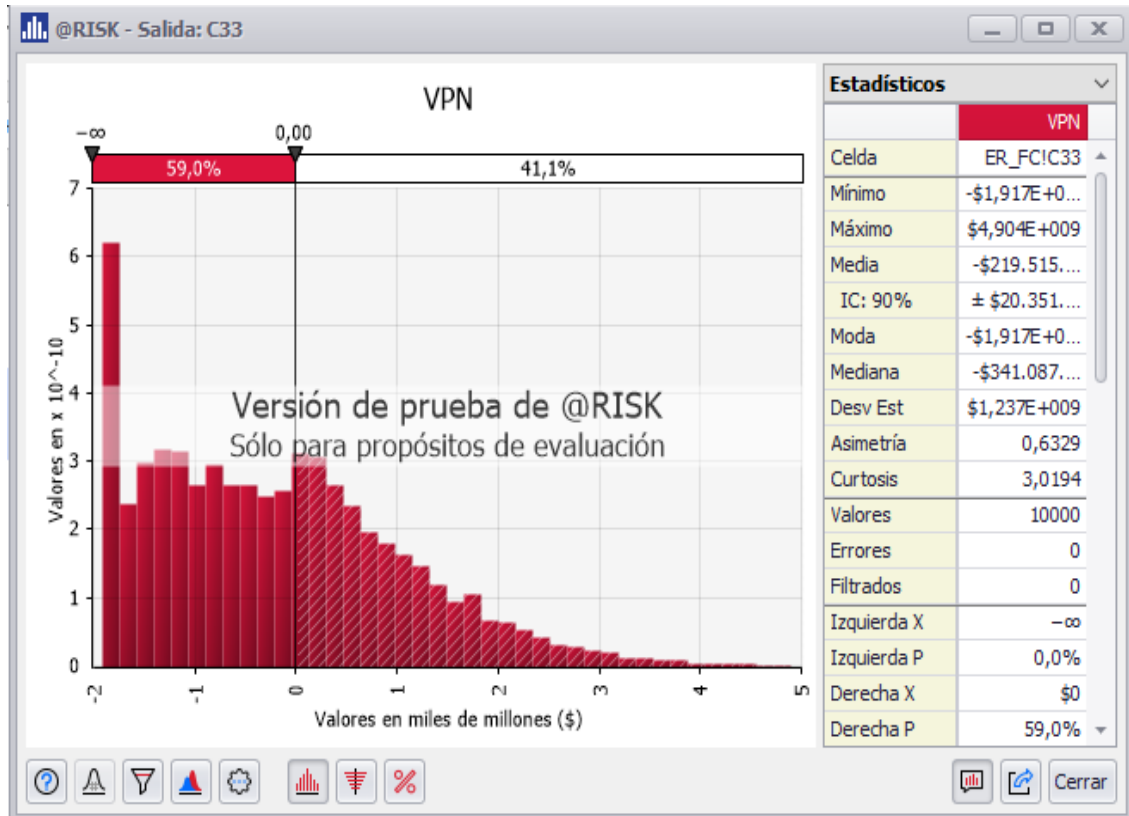 @RISK - Salida: C33
VPN
−∞ 0,00
59,0% 41,1%
7
6
5
4
3
2
1
0
Valores en x 10^-10
Versión de prueba de @RISK
Sólo para propósitos de evaluación
-2 -1 0 1 2 3 4 5
Valores en miles de millones ($)
Estadísticos
VPN
Celda ER_FC!C33
Mínimo -$1,917E+0...
Máximo $4,904E+009
Media -$219.515....
IC: 90% ± $20.351....
Moda -$1,917E+0...
Mediana -$341.087....
Desv Est $1,237E+009
Asimetría 0,6329
Curtosis 3,0194
Valores 10000
Errores 0
Filtrados 0
Izquierda X −∞
Izquierda P 0,0%
Derecha X $0
Derecha P 59,0%
Cerrar